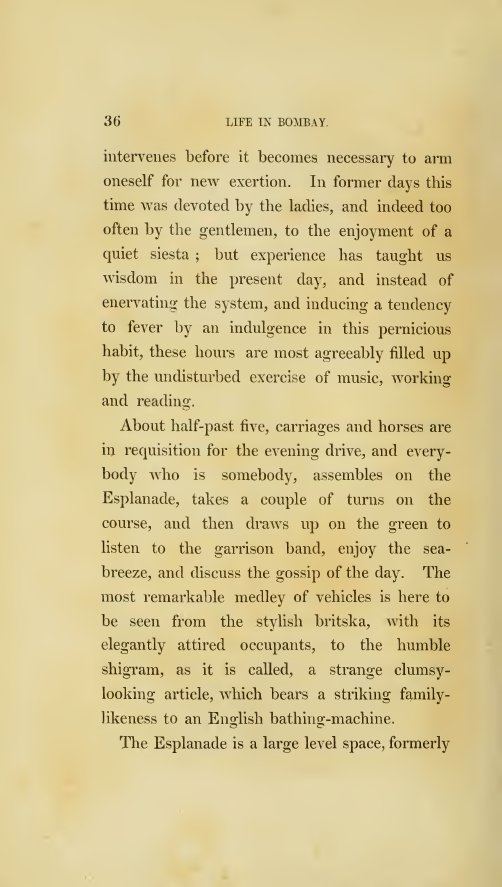 36 LIFE IN BOMBAY.
intervenes before it becomes necessary to arm
oneself for new exertion. In former days this
time was devoted by the ladies, and indeed too
often by the gentlemen, to the enjoyment of a
quiet siesta ; but experience has taught us
wisdom in the present day, and instead of
enervating the system, and inducing a tendency
to fever by an indulgence in this pernicious
habit, these hours are most agreeably filled up
by the undisturbed exercise of music, working
and reading.
About half-past five, carriages and horses are
in requisition for the evening drive, and every-
body who is somebody, assembles on the
Esplanade, takes a couple of turns on the
course, and then draws up on the green to
listen to the garrison band, enjoy the sea-
breeze, and discuss the gossip of the day. The
most remarkable medley of vehicles is here to
be seen from the stylish britska, with its
elegantly attired occupants, to the humble
shigram, as it is called, a strange clumsy-
looking article, which bears a striking family-
likeness to an English bathing-machine.
The Esplanade is a large level space, formerly